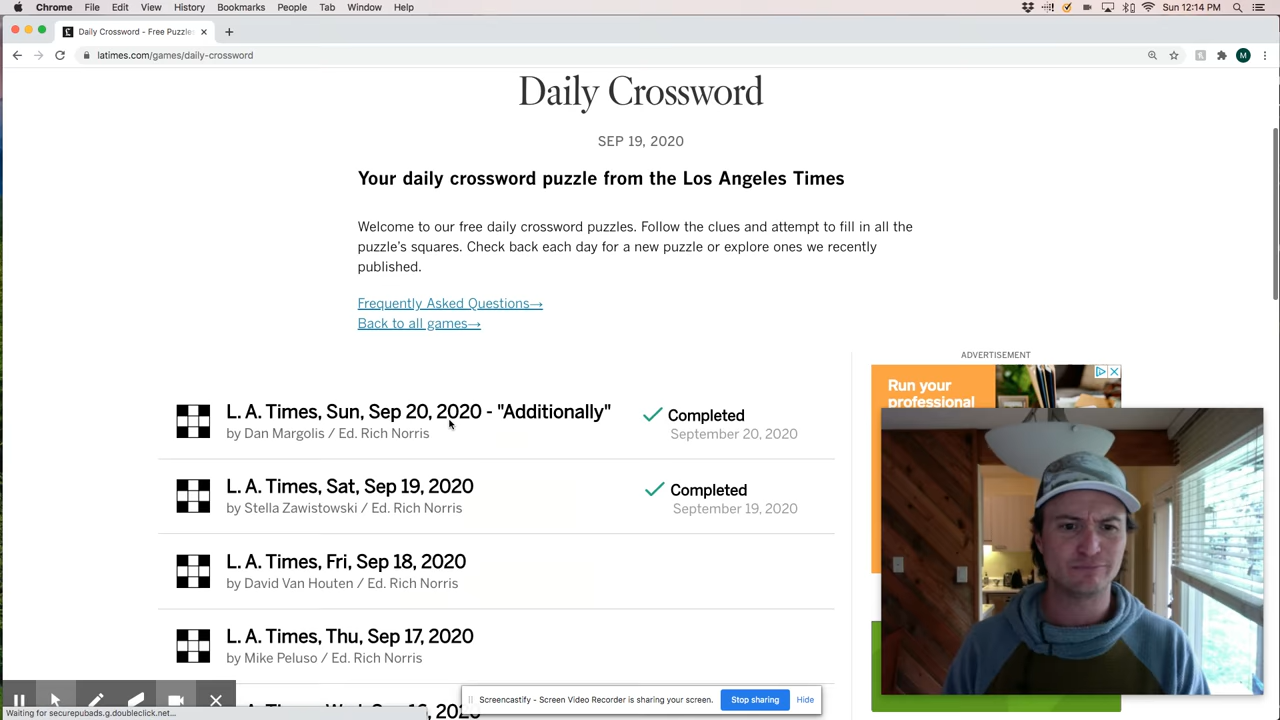 Chrome File Edit View History Bookmarks People Tab Window Help
Sun 12:14 PM
Daily Crossword - Free Puzzles
latimes.com/games/daily-crossword
M
Daily Crossword
SEP 19, 2020
Your daily crossword puzzle from the Los Angeles Times
Welcome to our free daily crossword puzzles. Follow the clues and attempt to fill in all the
puzzle's squares. Check back each day for a new puzzle or explore ones we recently
published.
Frequently Asked Questions→
Back to all games→
ADVERTISEMENT
Run your
professional
L. A. Times, Sun, Sep 20, 2020 - "Additionally"
by Dan Margolis / Ed. Rich Norris
Completed
September 20, 2020
L. A. Times, Sat, Sep 19, 2020
by Stella Zawistowski / Ed. Rich Norris
Completed
September 19, 2020
L. A. Times, Fri, Sep 18, 2020
by David Van Houten / Ed. Rich Norris
L. A. Times, Thu, Sep 17, 2020
by Mike Peluso / Ed. Rich Norris
Screencastify - Screen Video Recorder is sharing your screen.
Stop sharing
Hide
Waiting for securepubads.g.doubleclick.net...